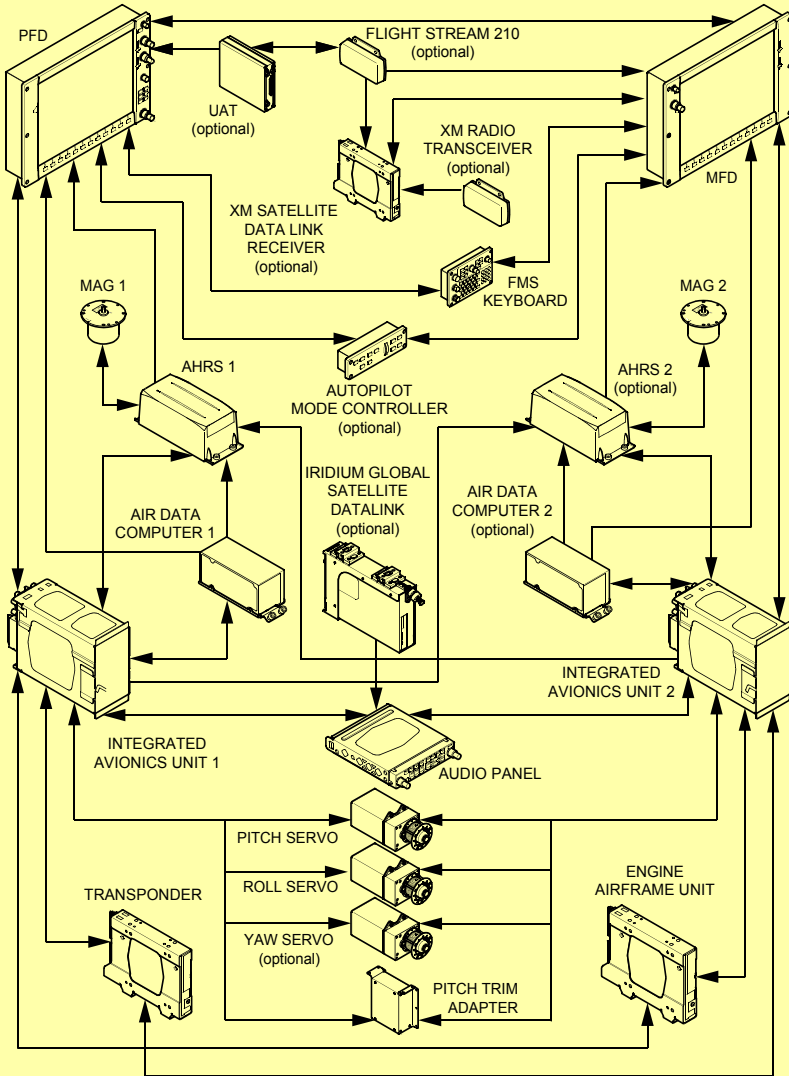 PFD
FLIGHT STREAM 210
(optional)
UAT
(optional)
XM RADIO
TRANSCEIVER
(optional)
MFD
XM SATELLITE
DATA LINK
RECEIVER
(optional)
FMS
KEYBOARD
MAG 1
MAG 2
AHRS 1
AHRS 2
(optional)
AUTOPILOT
MODE CONTROLLER
(optional)
IRIDIUM GLOBAL
SATELLITE
DATALINK
(optional)
AIR DATA
COMPUTER 1
AIR DATA
COMPUTER 2
(optional)
INTEGRATED
AVIONICS UNIT 2
INTEGRATED
AVIONICS UNIT 1
AUDIO PANEL
PITCH SERVO
ROLL SERVO
YAW SERVO
(optional)
TRANSPONDER
ENGINE
AIRFRAME UNIT
PITCH TRIM
ADAPTER